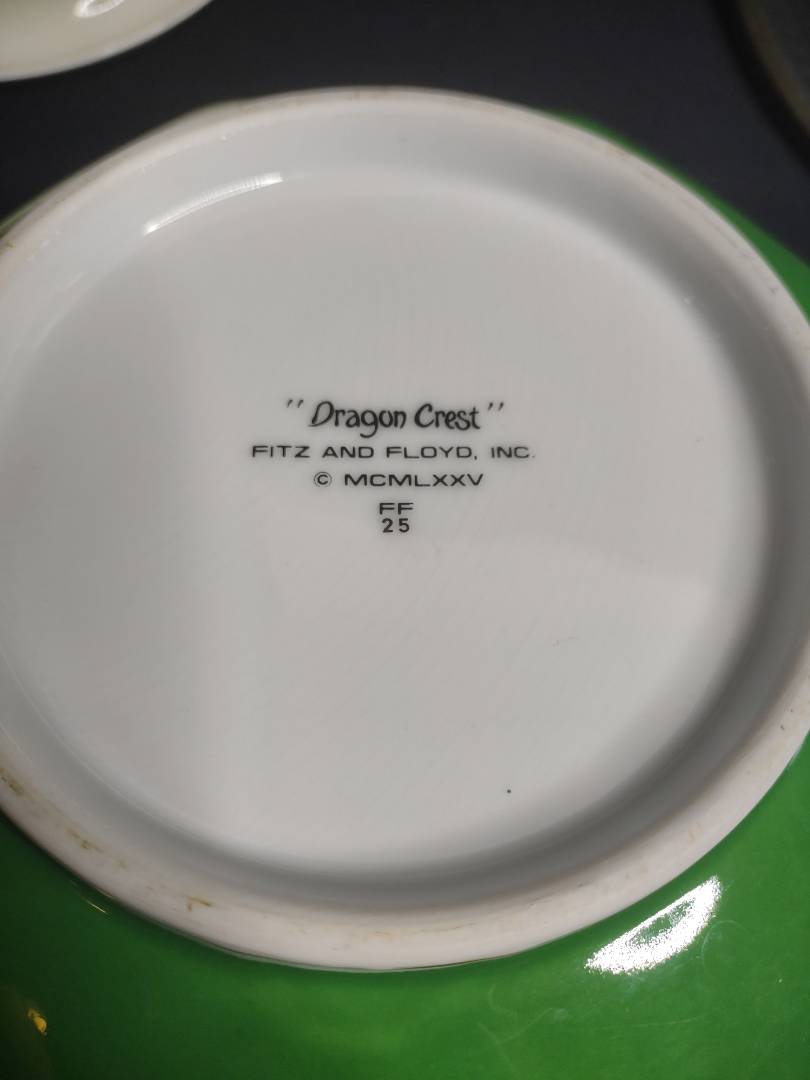 "Dragon Crest"
FITZ AND FLOYD, INC.
© MCMLXXV
FF
25